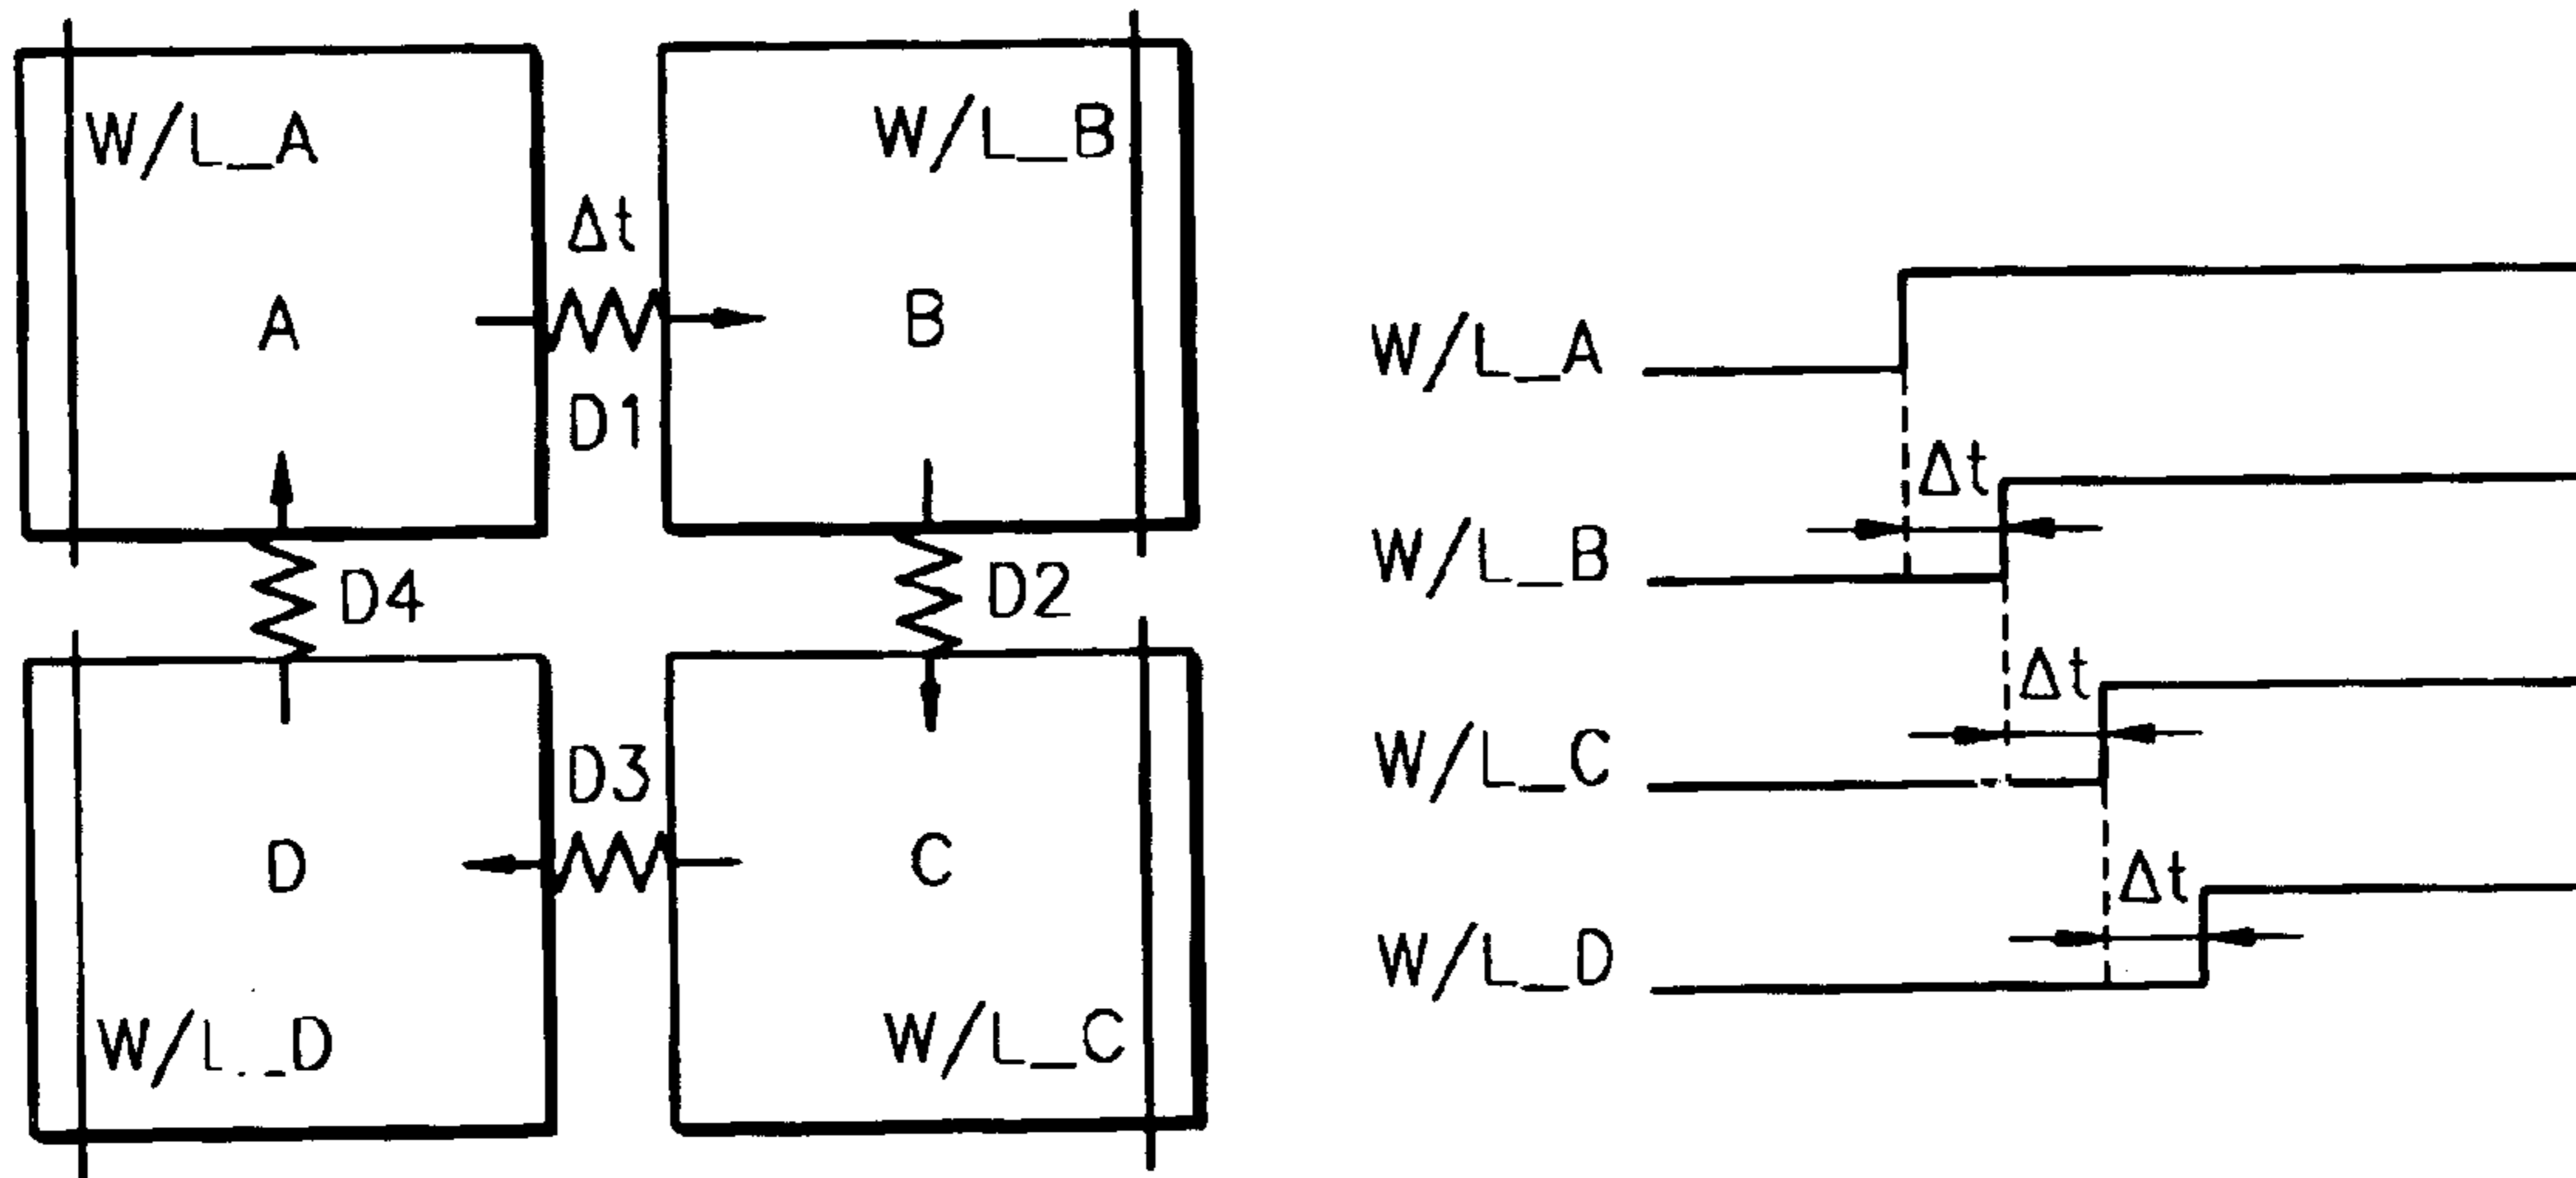 W/L_A
W/L_B
Δt
A
B
D1
D4
D2
D3
D
C
W/L_D
W/L_C
W/L_A
Δt
W/L_B
Δt
W/L_C
Δt
W/L_D